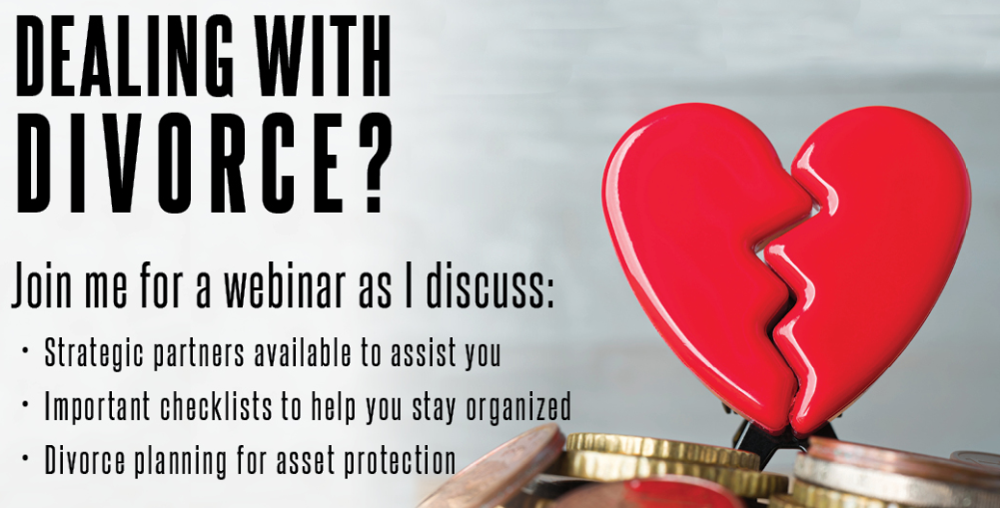 DEALING WITH
DIVORCE?
Join me for a webinar as I discuss:
• Strategic partners available to assist you
• Important checklists to help you stay organized
• Divorce planning for asset protection